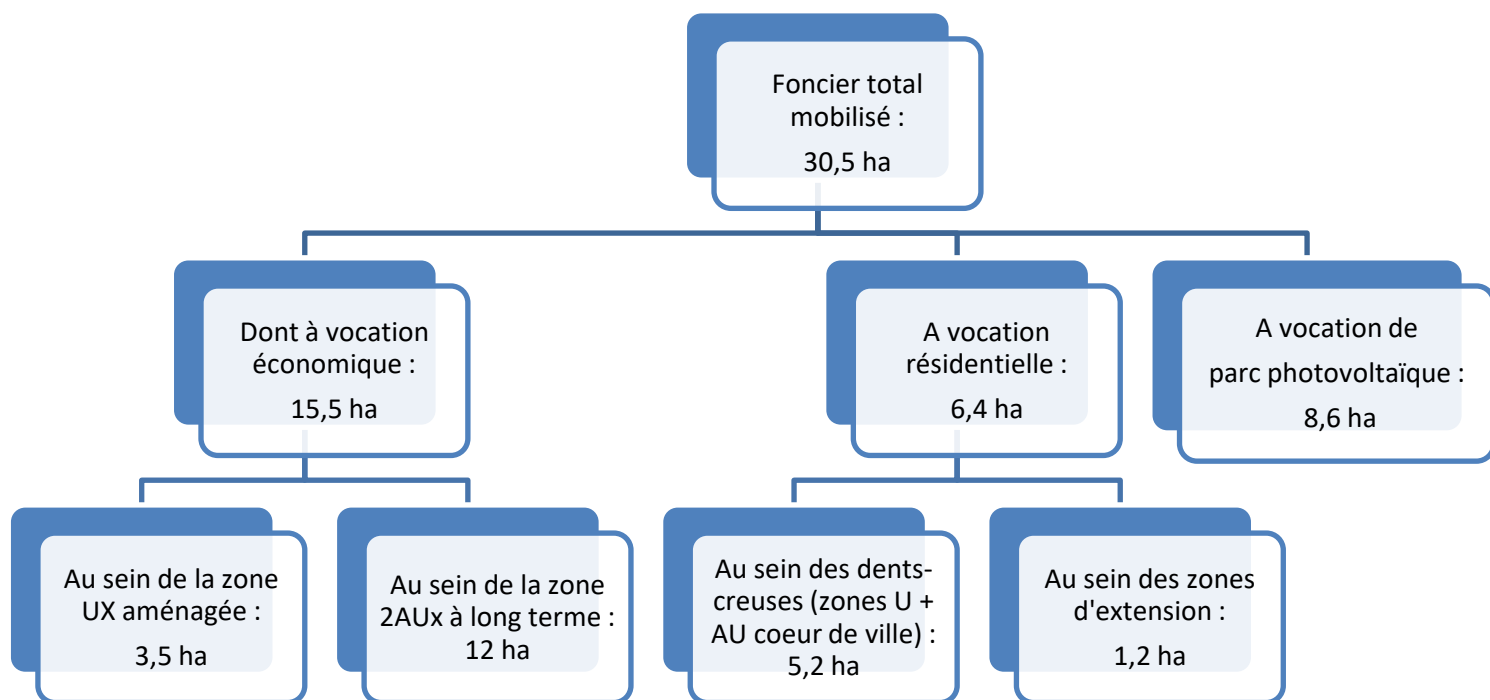 Foncier total
mobilisé :
30,5 ha
Dont à vocation
économique :
15,5 ha
A vocation
résidentielle :
6,4 ha
A vocation de
parc photovoltaïque :
8,6 ha
Au sein de la zone
UX aménagée :
3,5 ha
Au sein de la zone
2AUx à long terme :
12 ha
Au sein des dents-
creuses (zones U +
AU coeur de ville) :
5,2 ha
Au sein des zones
d'extension :
1,2 ha